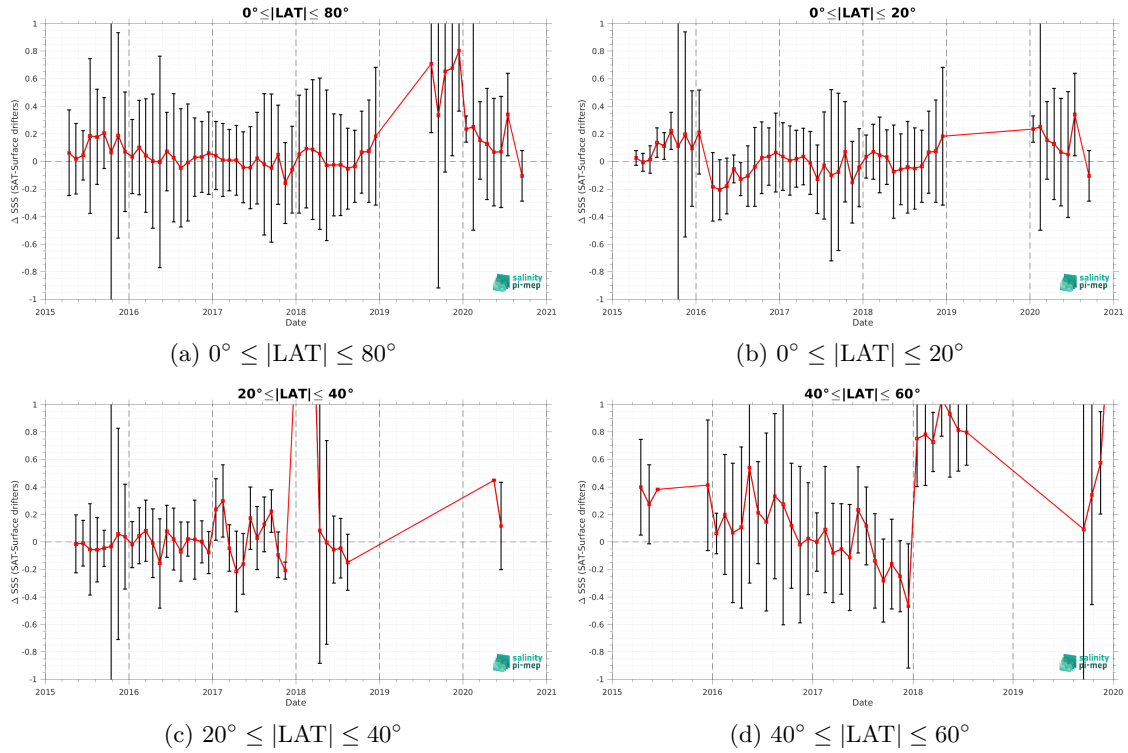 0°≤|LAT|≤ 80°
1
0.8
0.6
0.4
0.2
0
-0.2
-0.4
-0.6
-0.8
-1
Δ SSS (SAT-Surface drifters)
2015
2016
2017
2018
2019
2020
2021
Date
salinity
pi-mep
(a) 0° ≤ |LAT| ≤ 80°
0°≤|LAT|≤ 20°
1
0.8
0.6
0.4
0.2
0
-0.2
-0.4
-0.6
-0.8
-1
Δ SSS (SAT-Surface drifters)
2015
2016
2017
2018
2019
2020
2021
Date
salinity
pi-mep
(b) 0° ≤ |LAT| ≤ 20°
20°≤|LAT|≤ 40°
1
0.8
0.6
0.4
0.2
0
-0.2
-0.4
-0.6
-0.8
-1
Δ SSS (SAT-Surface drifters)
2015
2016
2017
2018
2019
2020
2021
Date
salinity
pi-mep
(c) 20° ≤ |LAT| ≤ 40°
40°≤|LAT|≤ 60°
1
0.8
0.6
0.4
0.2
0
-0.2
-0.4
-0.6
-0.8
-1
Δ SSS (SAT-Surface drifters)
2015
2016
2017
2018
2019
2020
Date
salinity
pi-mep
(d) 40° ≤ |LAT| ≤ 60°